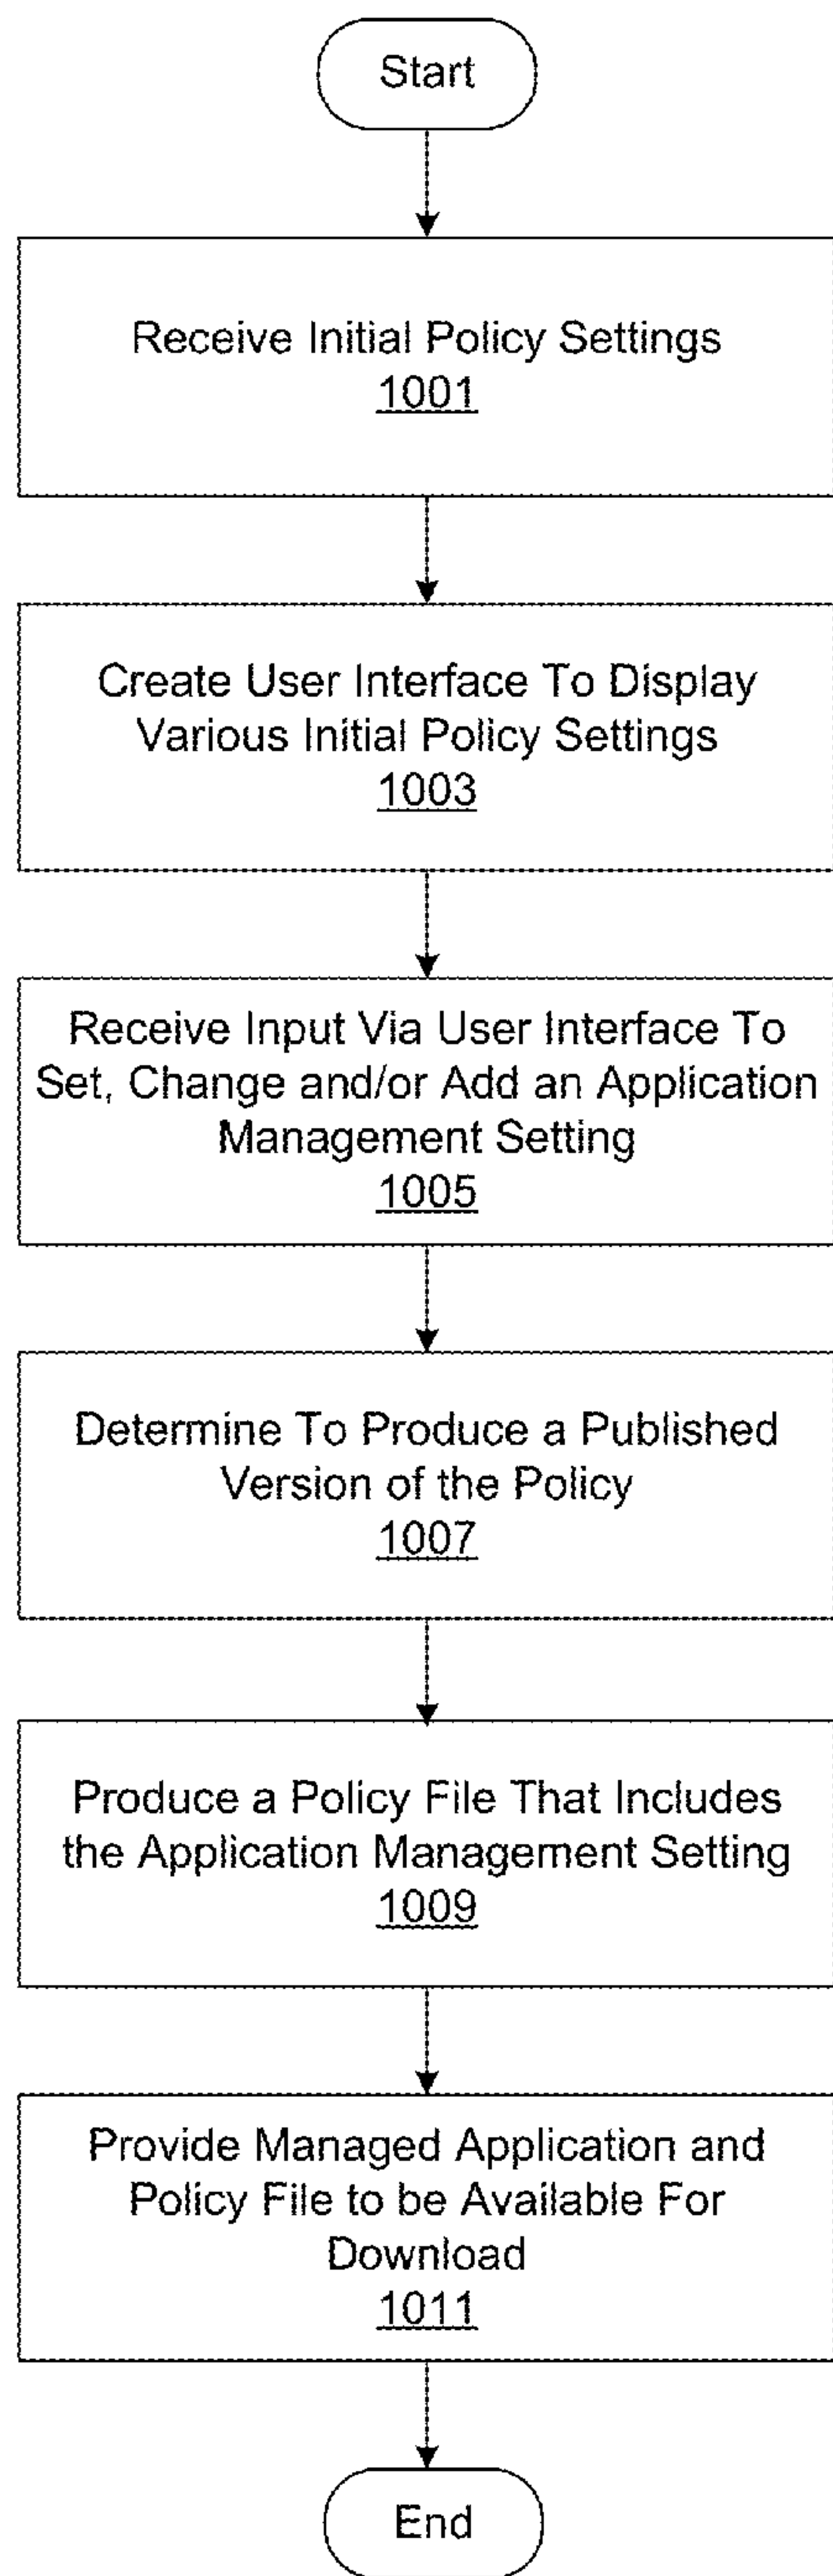 Start
Receive Initial Policy Settings
1001
Create User Interface To Display
Various Initial Policy Settings
1003
Receive Input Via User Interface To
Set, Change and/or Add an Application
Management Setting
1005
Determine To Produce a Published
Version of the Policy
1007
Produce a Policy File That Includes
the Application Management Setting
1009
Provide Managed Application and
Policy File to be Available For
Download
1011
End